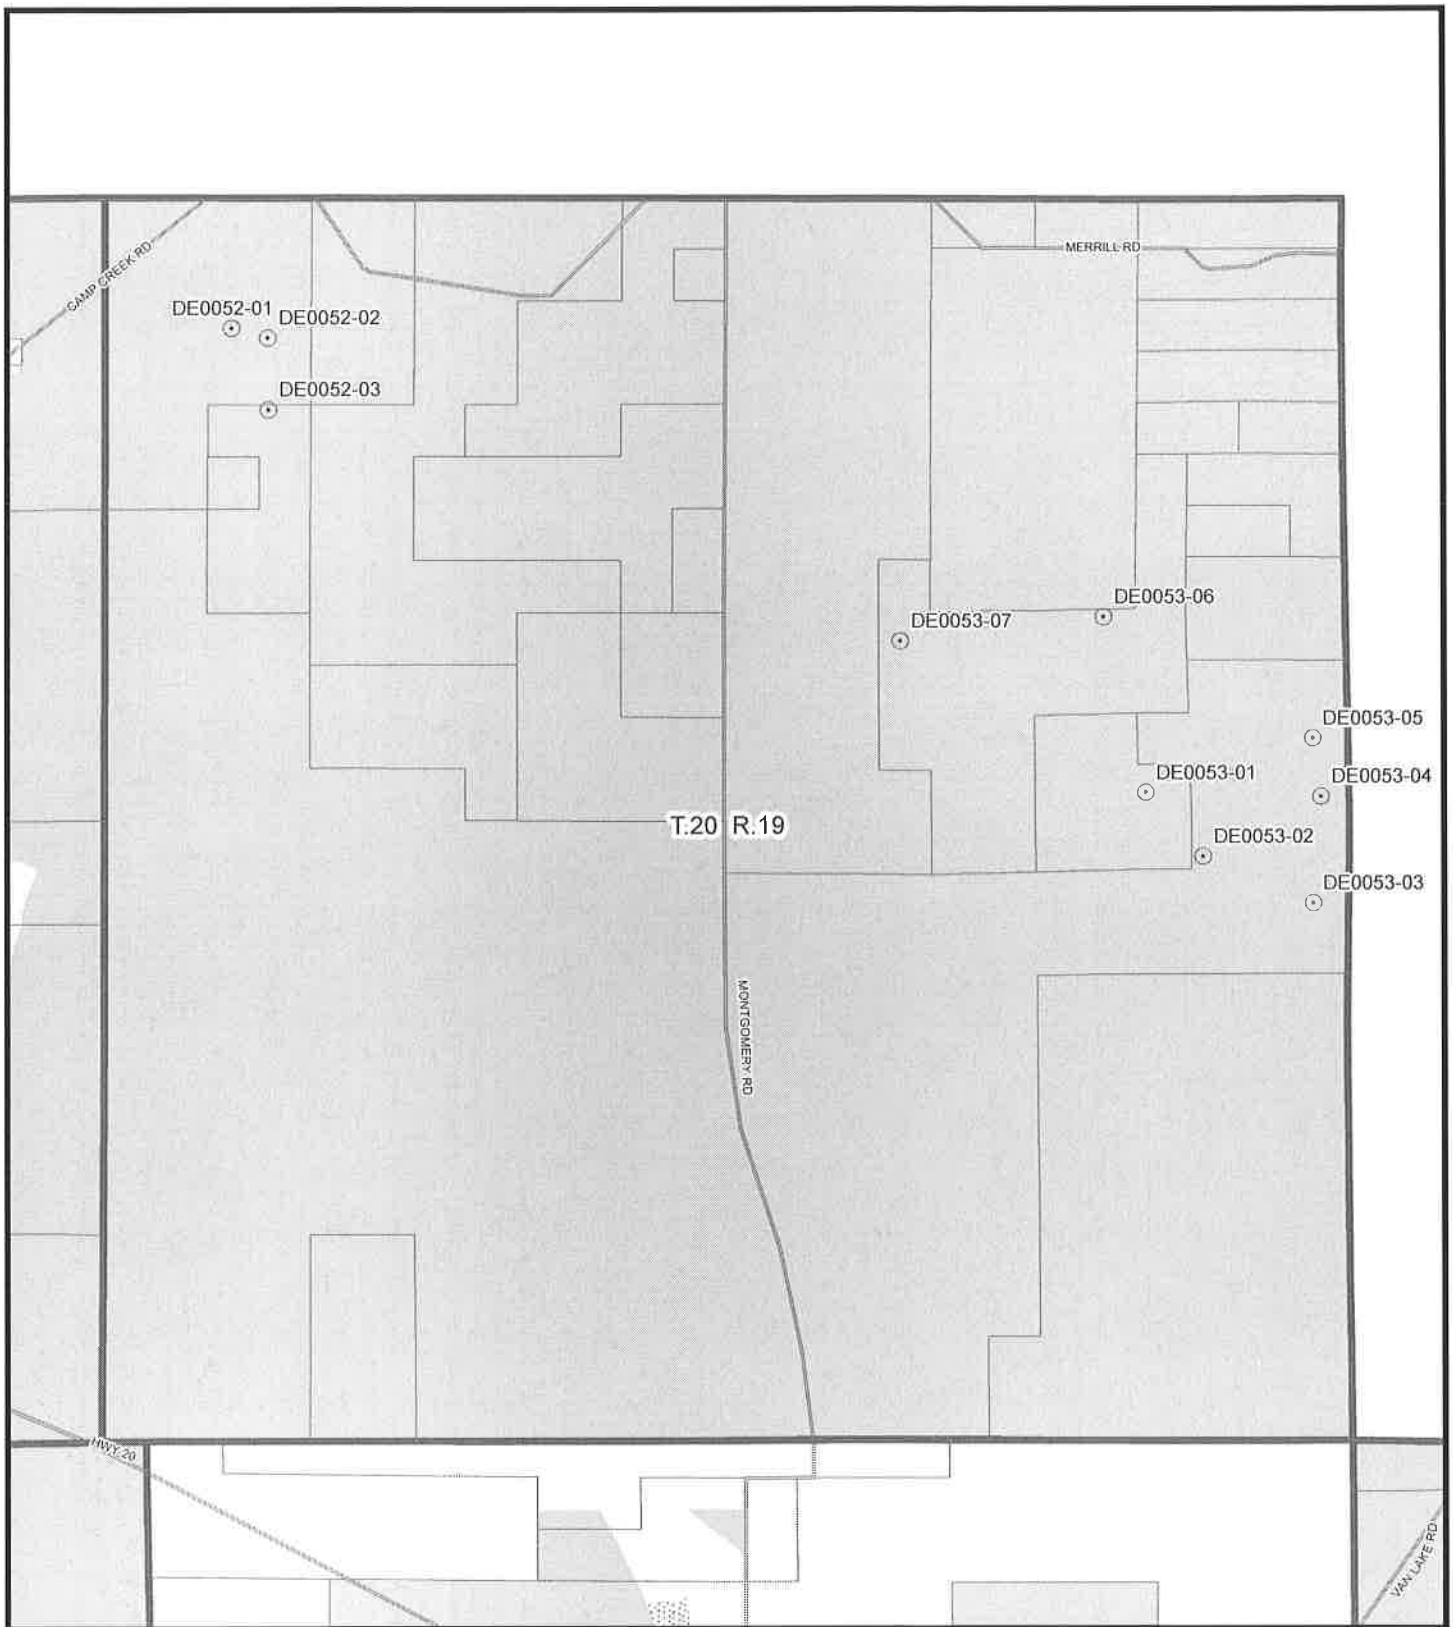 MERRILL RD
CAMP CREEK RD
DE0052-01
DE0052-02
DE0052-03
DE0053-06
DE0053-07
DE0053-05
DE0053-01
DE0053-04
T.20 R.19
DE0053-02
DE0053-03
MONTGOMERY RD
HWY 20
VAN LAKE RD